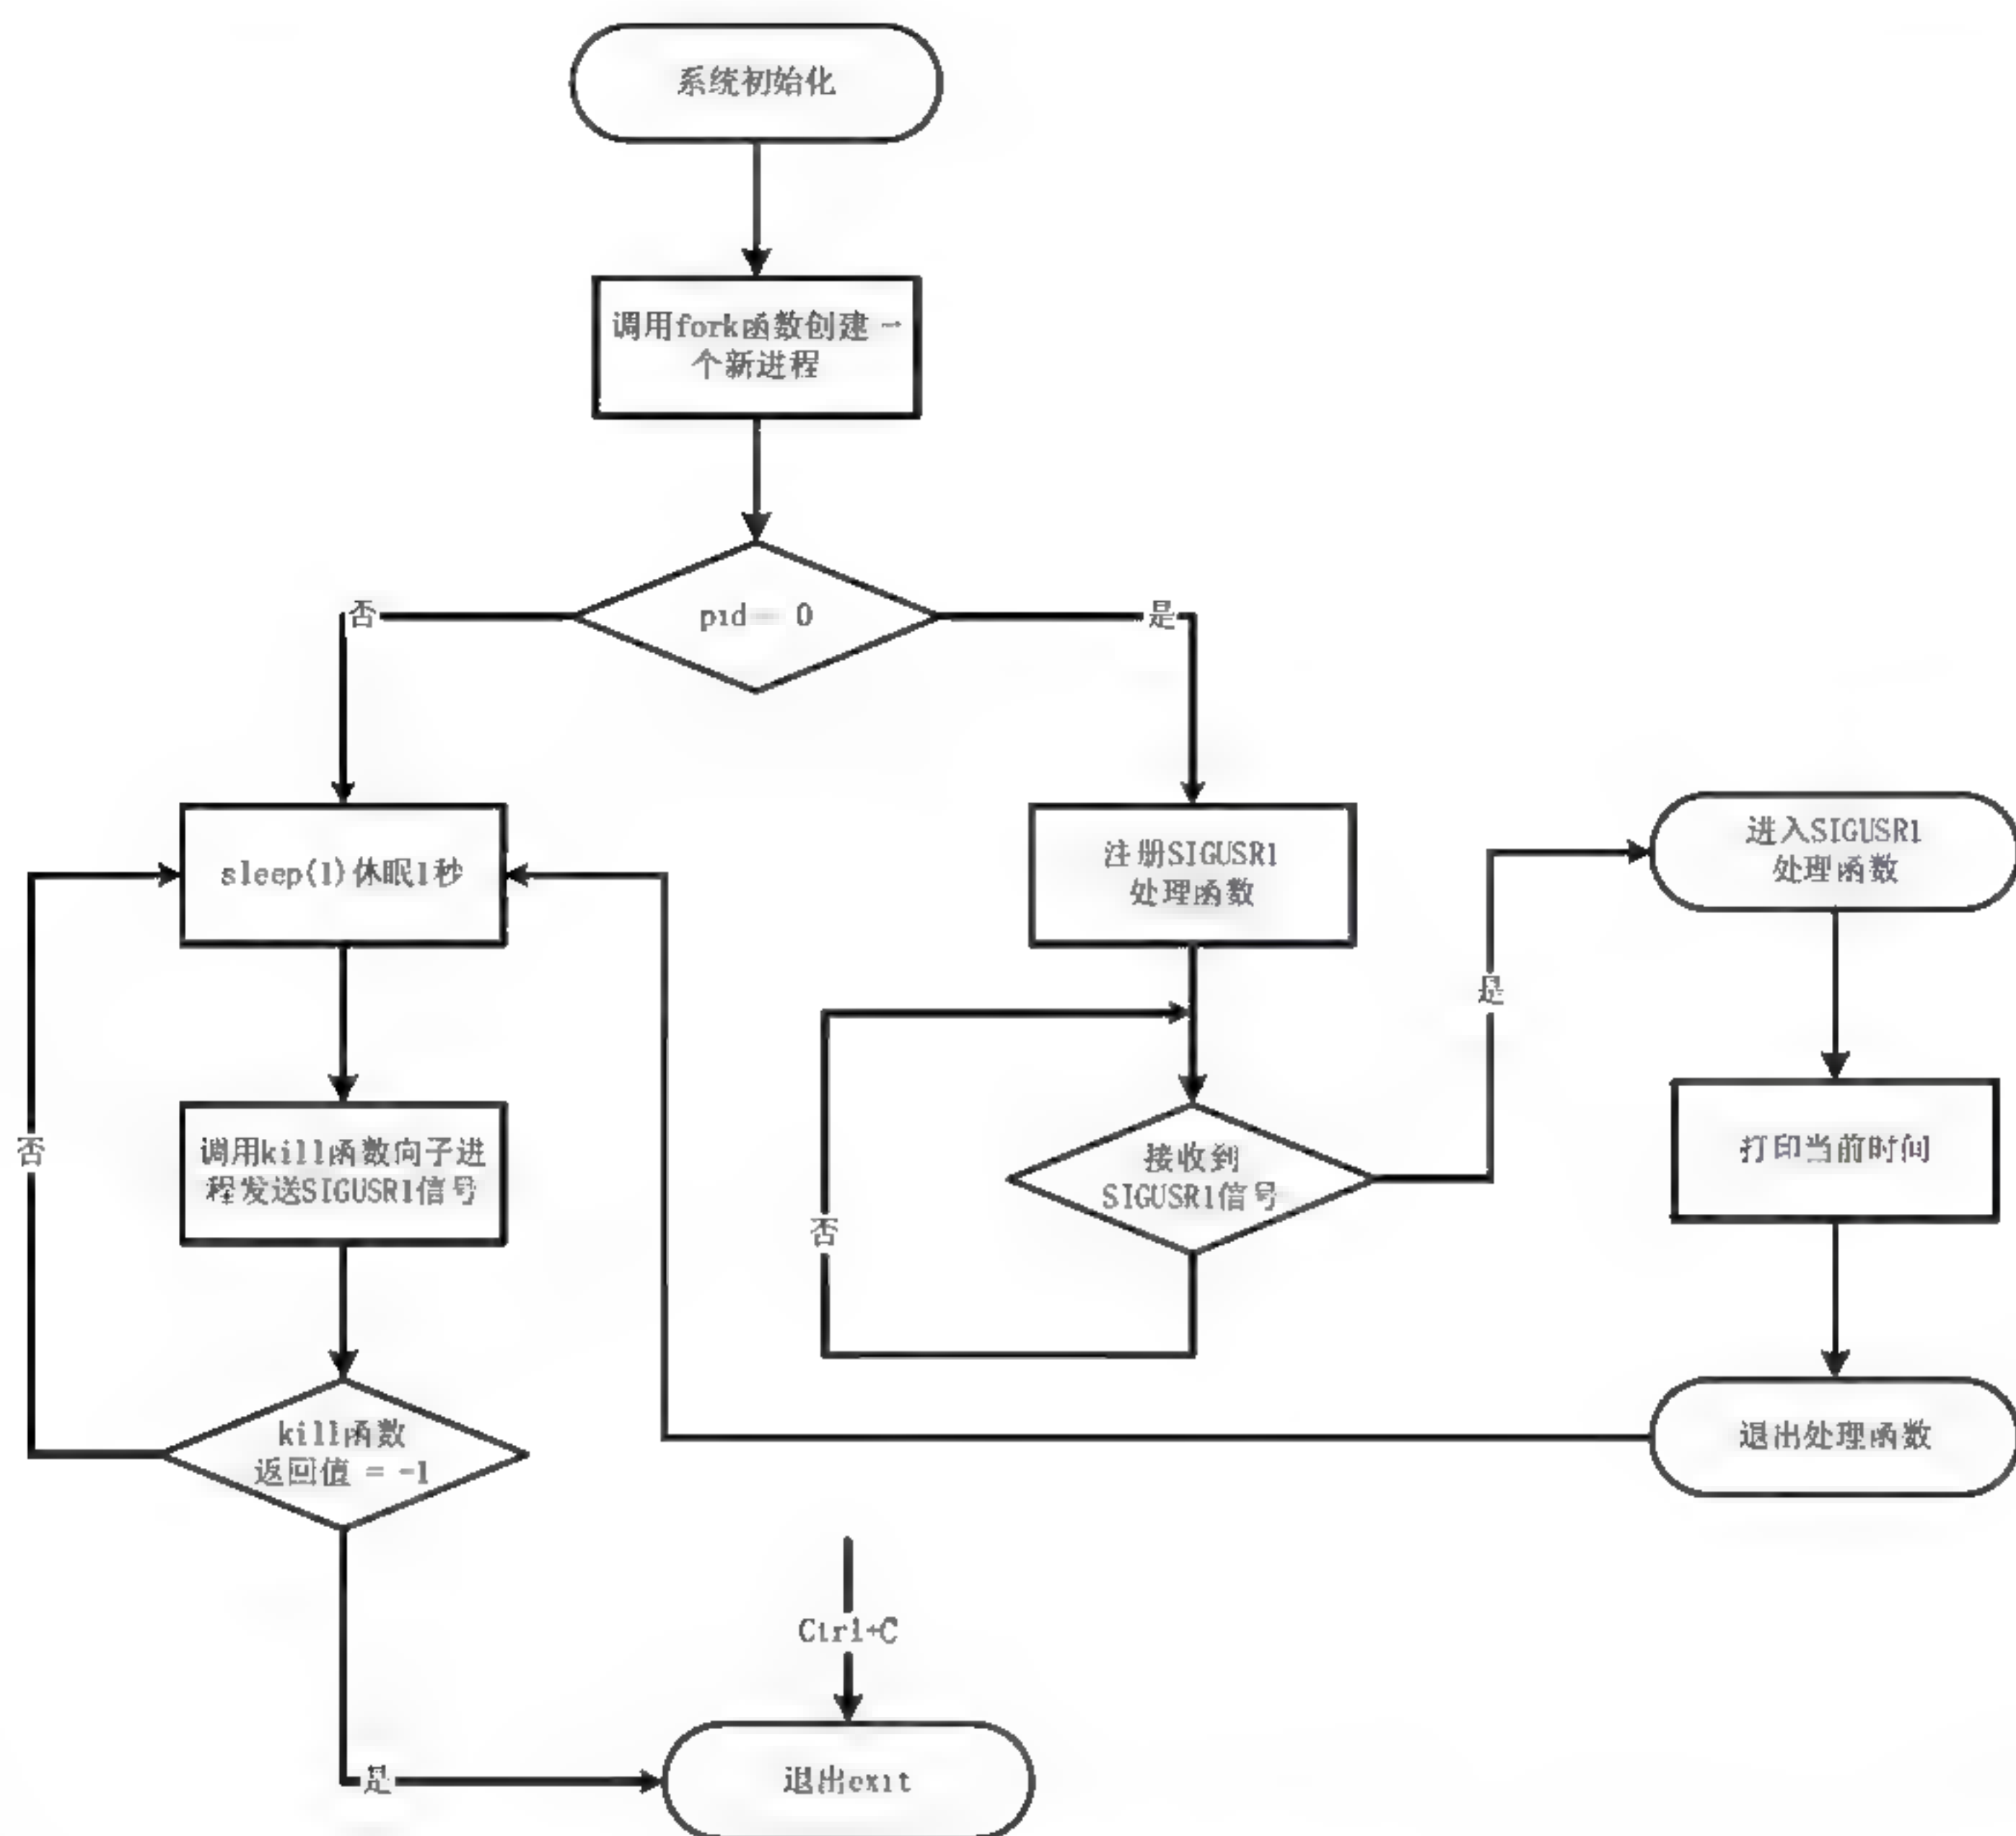 系统初始化
调用fork函数创建一
个新进程
否
pid== 0
是
sleep(1)休眠1秒
注册SIGUSR1
处理函数
进入SIGUSR1
处理函数
是
否
调用kill函数向子进
程发送SIGUSR1信号
接收到
SIGUSR1信号
打印当前时间
否
kill函数
返回值 = -1
退出处理函数
Ctrl+C
是
退出exit